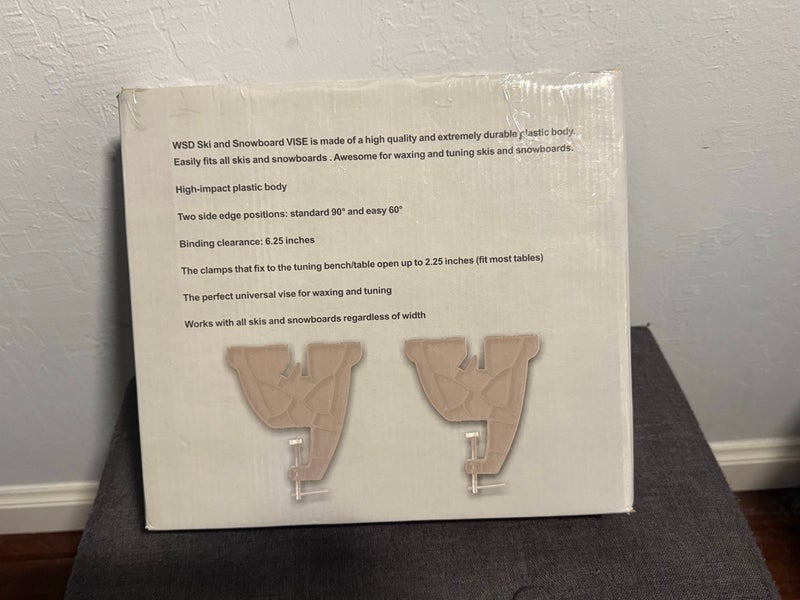 WSD Ski and Snowboard VISE is made of a high quality and extremely durable plastic body.
Easily fits all skis and snowboards . Awesome for waxing and tuning skis and snowboards.
High-impact plastic body
Two side edge positions: standard 90° and easy 60°
Binding clearance: 6.25 inches
The clamps that fix to the tuning bench/table open up to 2.25 inches (fit most tables)
The perfect universal vise for waxing and tuning
Works with all skis and snowboards regardless of width